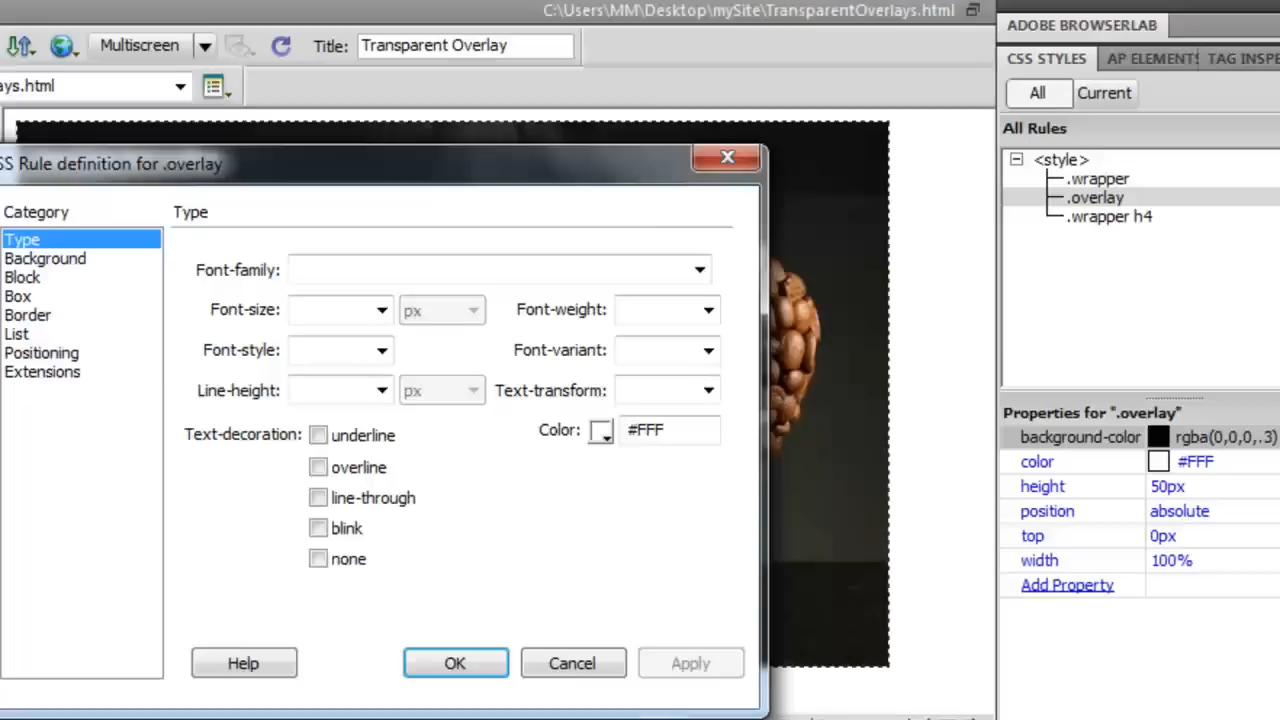 C:\Users\MM\Desktop\mySite\TransparentOverlays.html
ADOBE BROWSERLAB
Multiscreen
Title:
Transparent Overlay
CSS STYLES
AP ELEMENTS
TAG INSPE
ays.html
All
Current
All Rules
<style>
.wrapper
.overlay
.wrapper h4
SS Rule definition for .overlay
Category
Type
Type
Background
Block
Box
Border
List
Positioning
Extensions
Font-family:
Font-size:
px
Font-weight:
Font-style:
Font-variant:
Line-height:
px
Text-transform:
Text-decoration:
underline
Color:
#FFF
overline
line-through
blink
none
Help
OK
Cancel
Apply
Properties for ".overlay"
background-color
rgba(0,0,0,.3)
color
#FFF
height
50px
position
absolute
top
0px
width
100%
Add Property